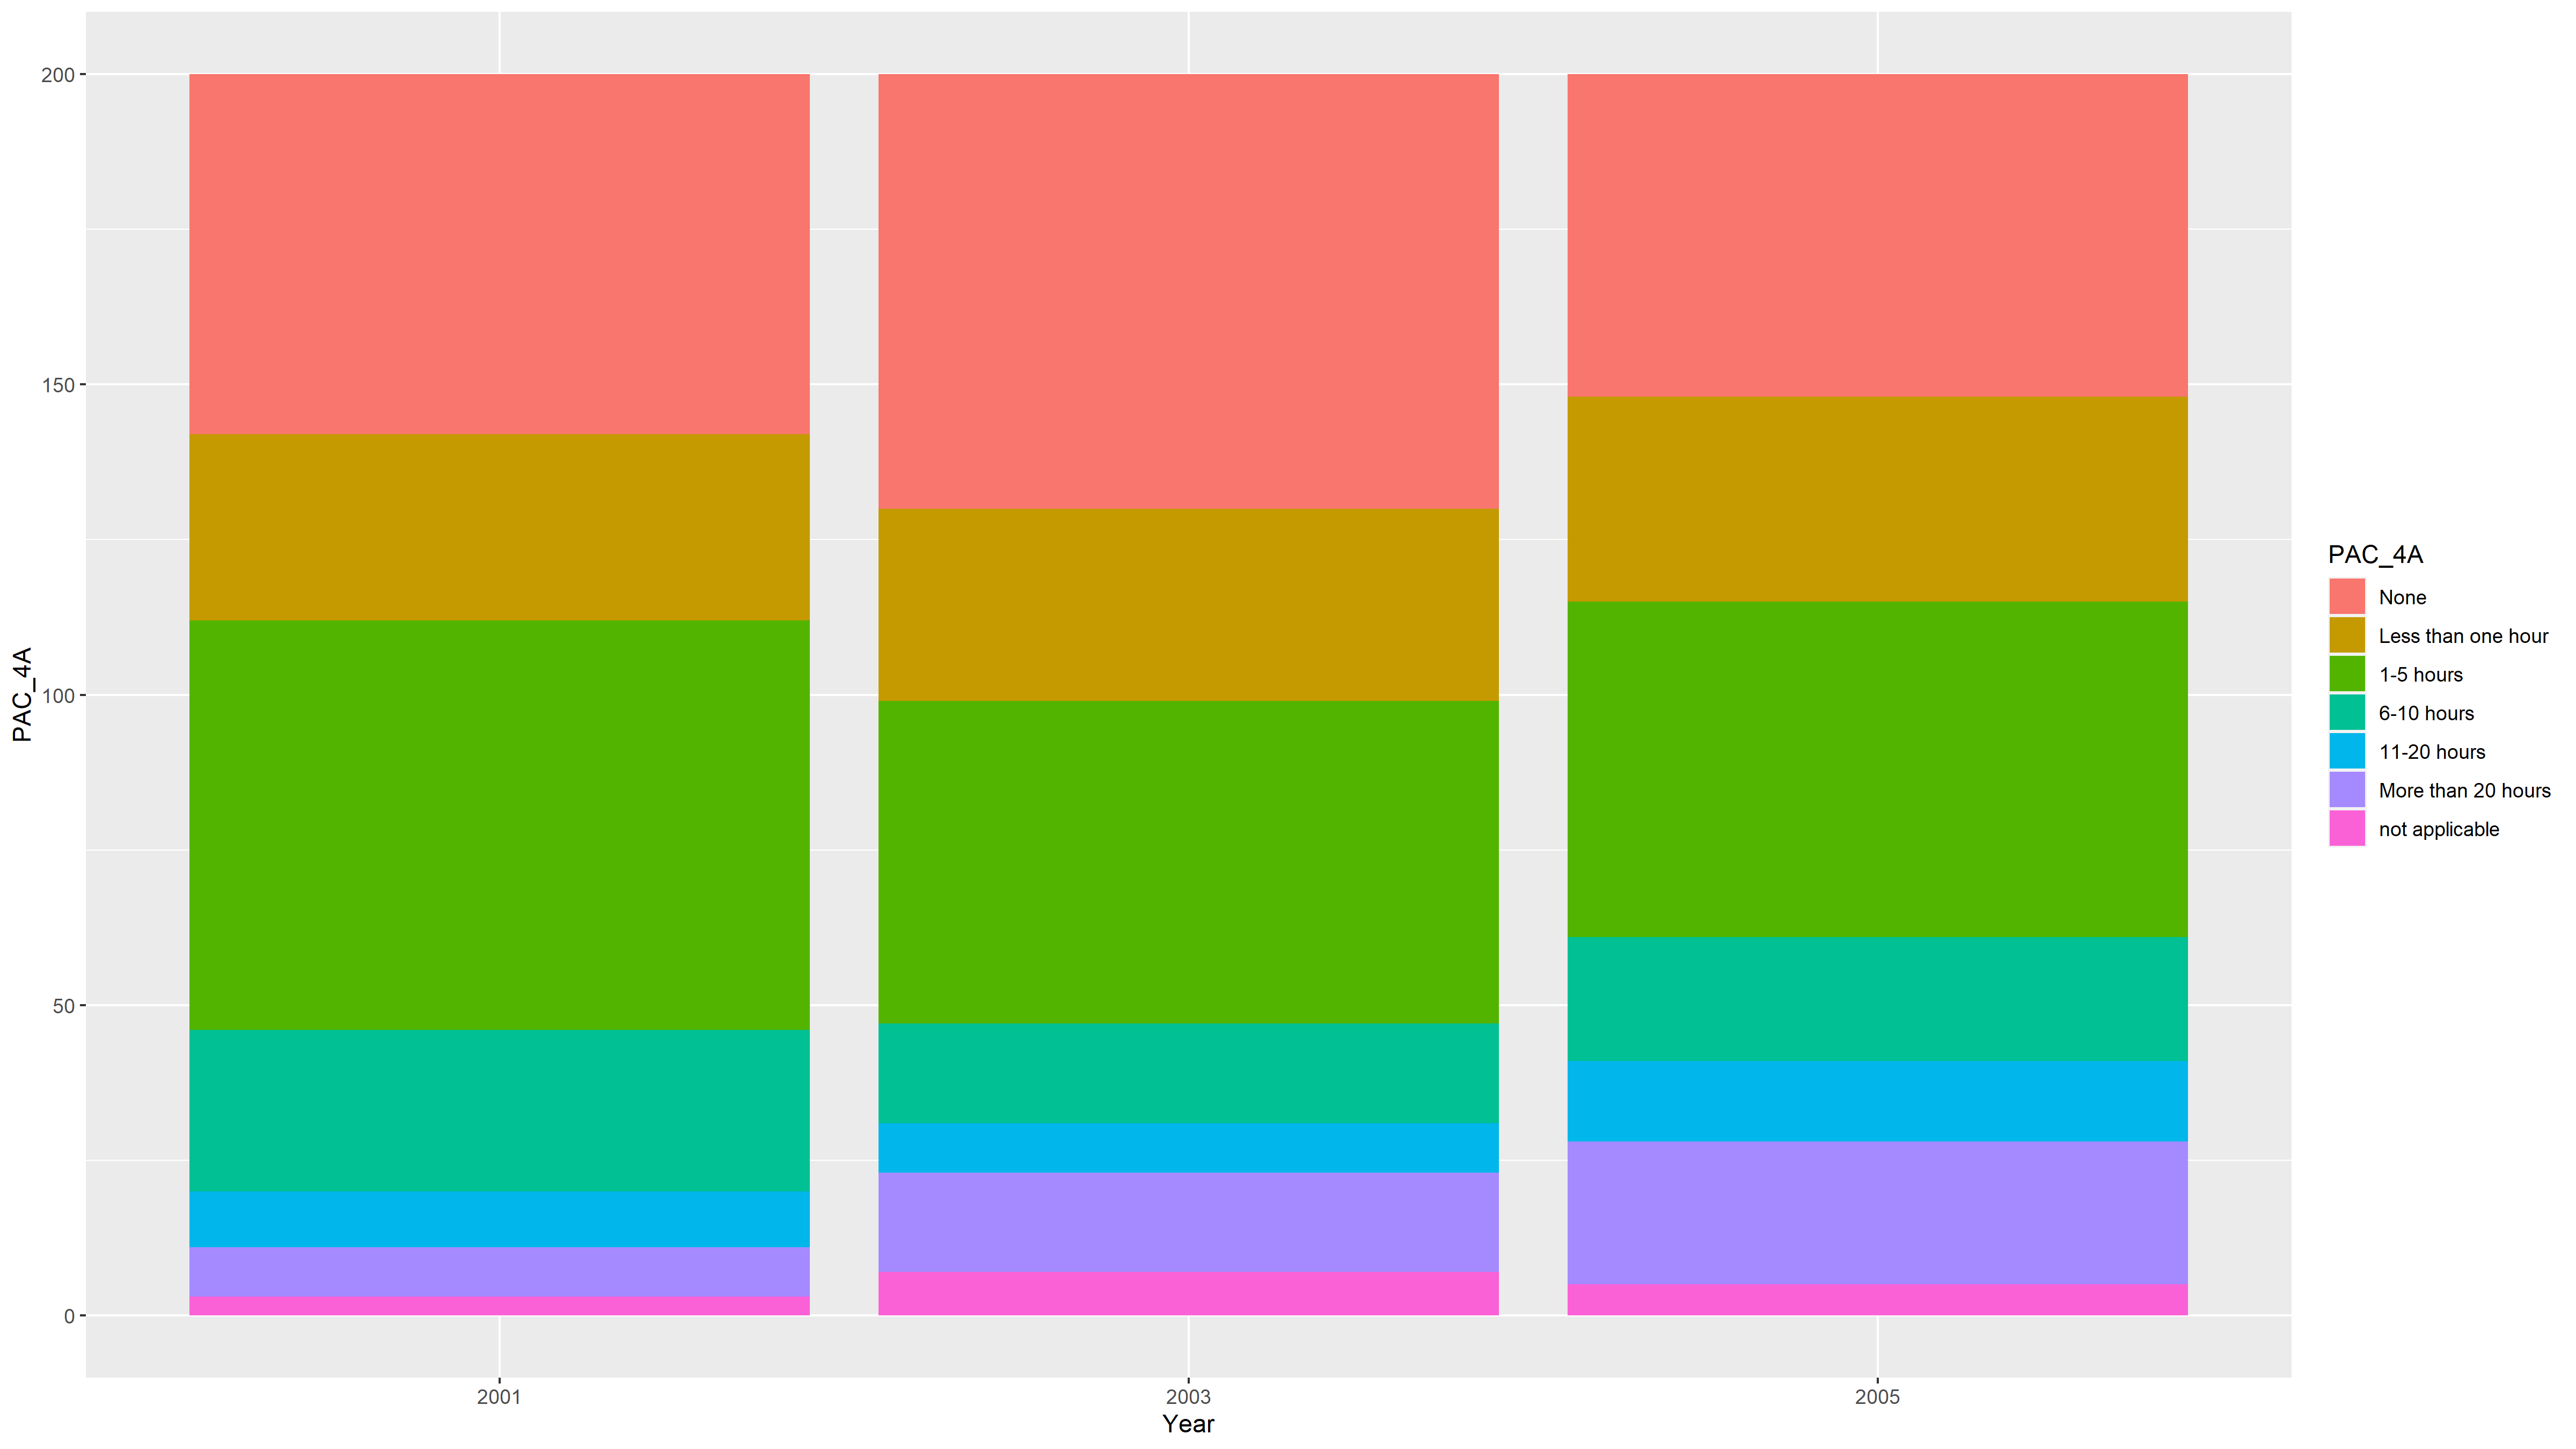 200
150
100
50
0
PAC_4A
2001
2003
2005
Year
PAC_4A
None
Less than one hour
1-5 hours
6-10 hours
11-20 hours
More than 20 hours
not applicable